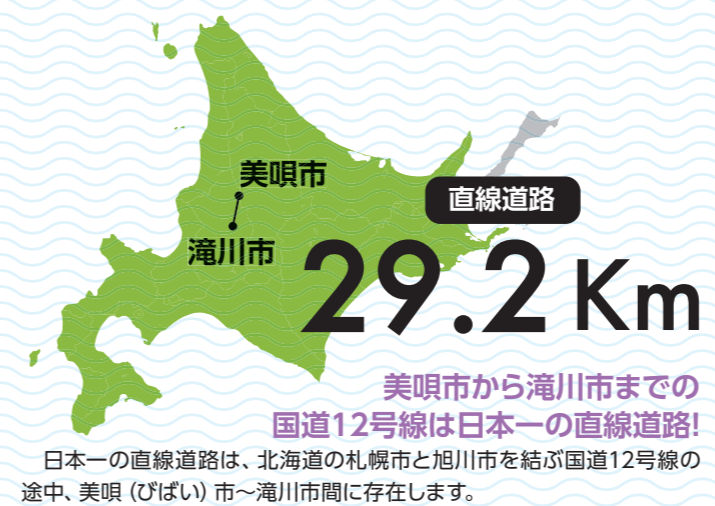 美唄市
滝川市
直線道路
29.2 Km
美唄市から滝川市までの
国道12号線は日本一の直線道路!
日本一の直線道路は、北海道の札幌市と旭川市を結ぶ国道12号線の
途中、美唄(びばい)市〜滝川市間に存在します。